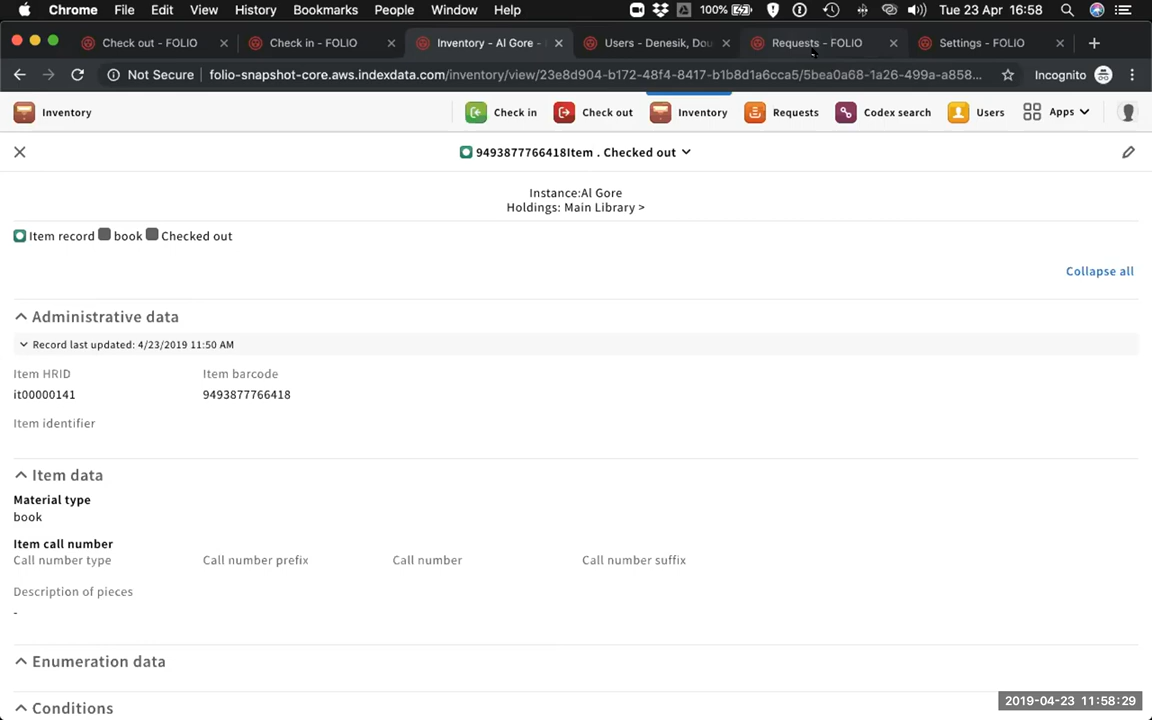 Chrome File Edit View History Bookmarks People Window Help 100% Tue 23 Apr 16:58
Check out - FOLIO Check in - FOLIO Inventory - Al Gore - Users - Denesik, Dou Requests - FOLIO Settings - FOLIO
Not Secure folio-snapshot-core.aws.indexdata.com/inventory/view/23e8d904-b172-48f4-8417-b1b8d1a6cca5/5bea0a68-1a26-499a-a858... Incognito
Inventory Check in Check out Inventory Requests Codex search Users Apps
9493877766418Item . Checked out
Instance:Al Gore
Holdings: Main Library >
Item record book Checked out
Collapse all
Administrative data
Record last updated: 4/23/2019 11:50 AM
Item HRID Item barcode
it00000141 9493877766418
Item identifier
Item data
Material type
book
Item call number
Call number type Call number prefix Call number Call number suffix
Description of pieces
-
Enumeration data
Conditions
2019-04-23 11:58:29